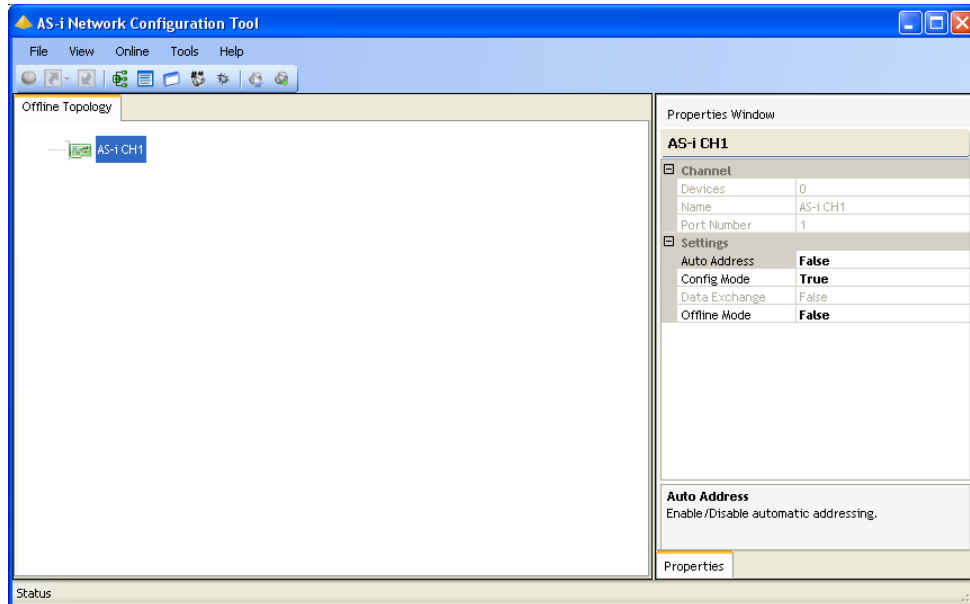 AS-i Network Configuration Tool
File View Online Tools Help
Offline Topology
AS-i CH1
Properties Window
AS-i CH1
Channel
Devices 0
Name AS-i CH1
Port Number 1
Settings
Auto Address False
Config Mode True
Data Exchange False
Offline Mode False
Auto Address
Enable/Disable automatic addressing.
Properties
Status